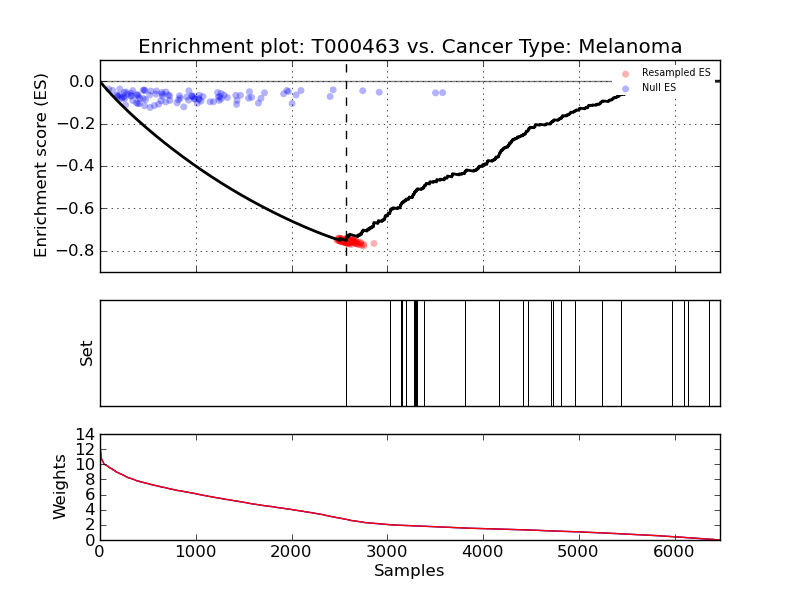 Enrichment plot: T000463 vs. Cancer Type: Melanoma
Enrichment score (ES)
0.0
−0.2
−0.4
−0.6
−0.8
Resampled ES
Null ES
Set
Weights
14
12
10
8
6
4
2
0
0 1000 2000 3000 4000 5000 6000
Samples